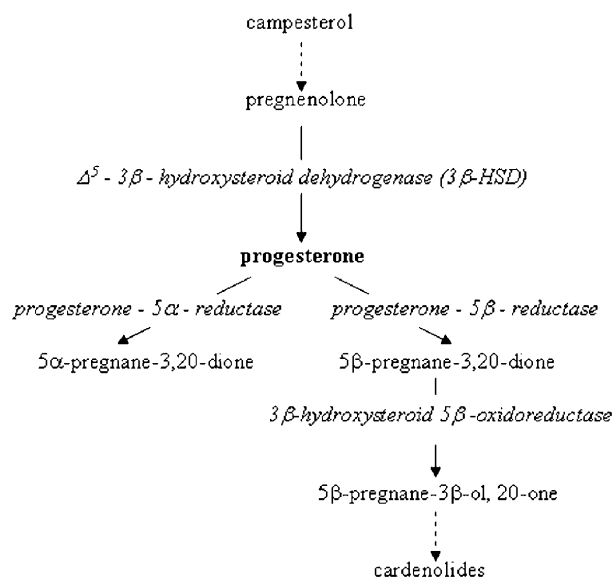 campesterol
pregnenolone
Δ⁵ - 3β - hydroxysteroid dehydrogenase (3β-HSD)
progesterone
progesterone - 5α - reductase
progesterone - 5β - reductase
5α-pregnane-3,20-dione
5β-pregnane-3,20-dione
3β-hydroxysteroid 5β-oxidoreductase
5β-pregnane-3β-ol, 20-one
cardenolides